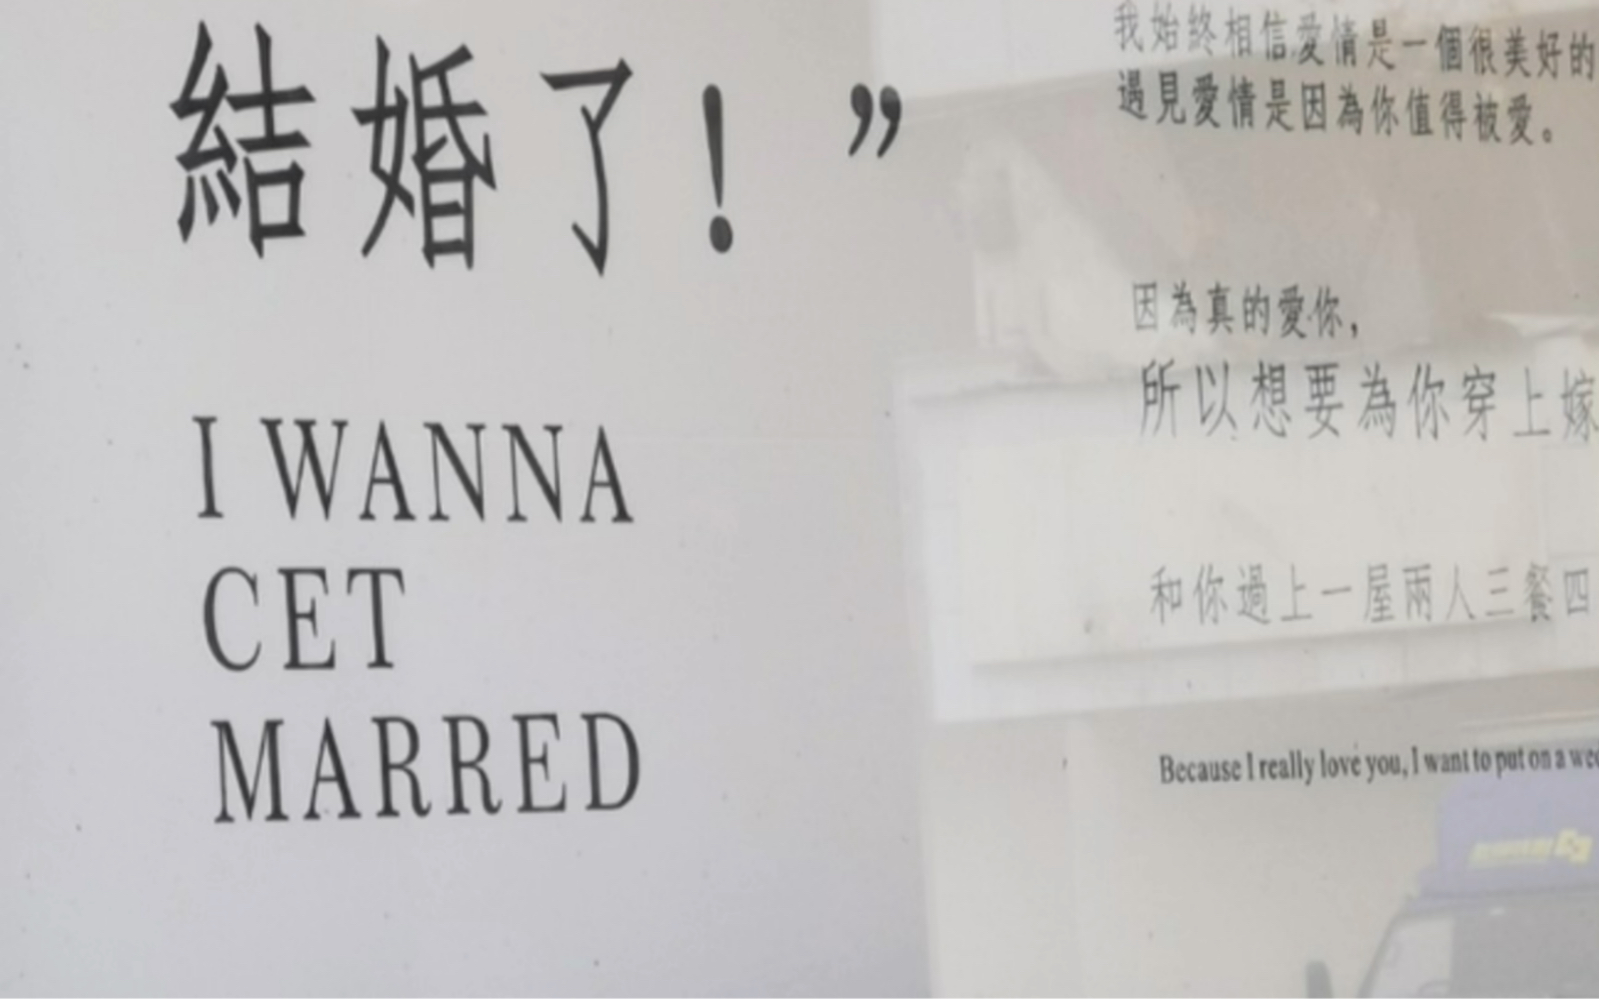 結婚了！”
I WANNA
CET
MARRED
我始終相信愛情是一個很美好的
遇見愛情是因為你值得被愛。
因為真的愛你，
所以想要為你穿上嫁
和你過上一屋兩人三餐四
Because I really love you, I want to put on a wed